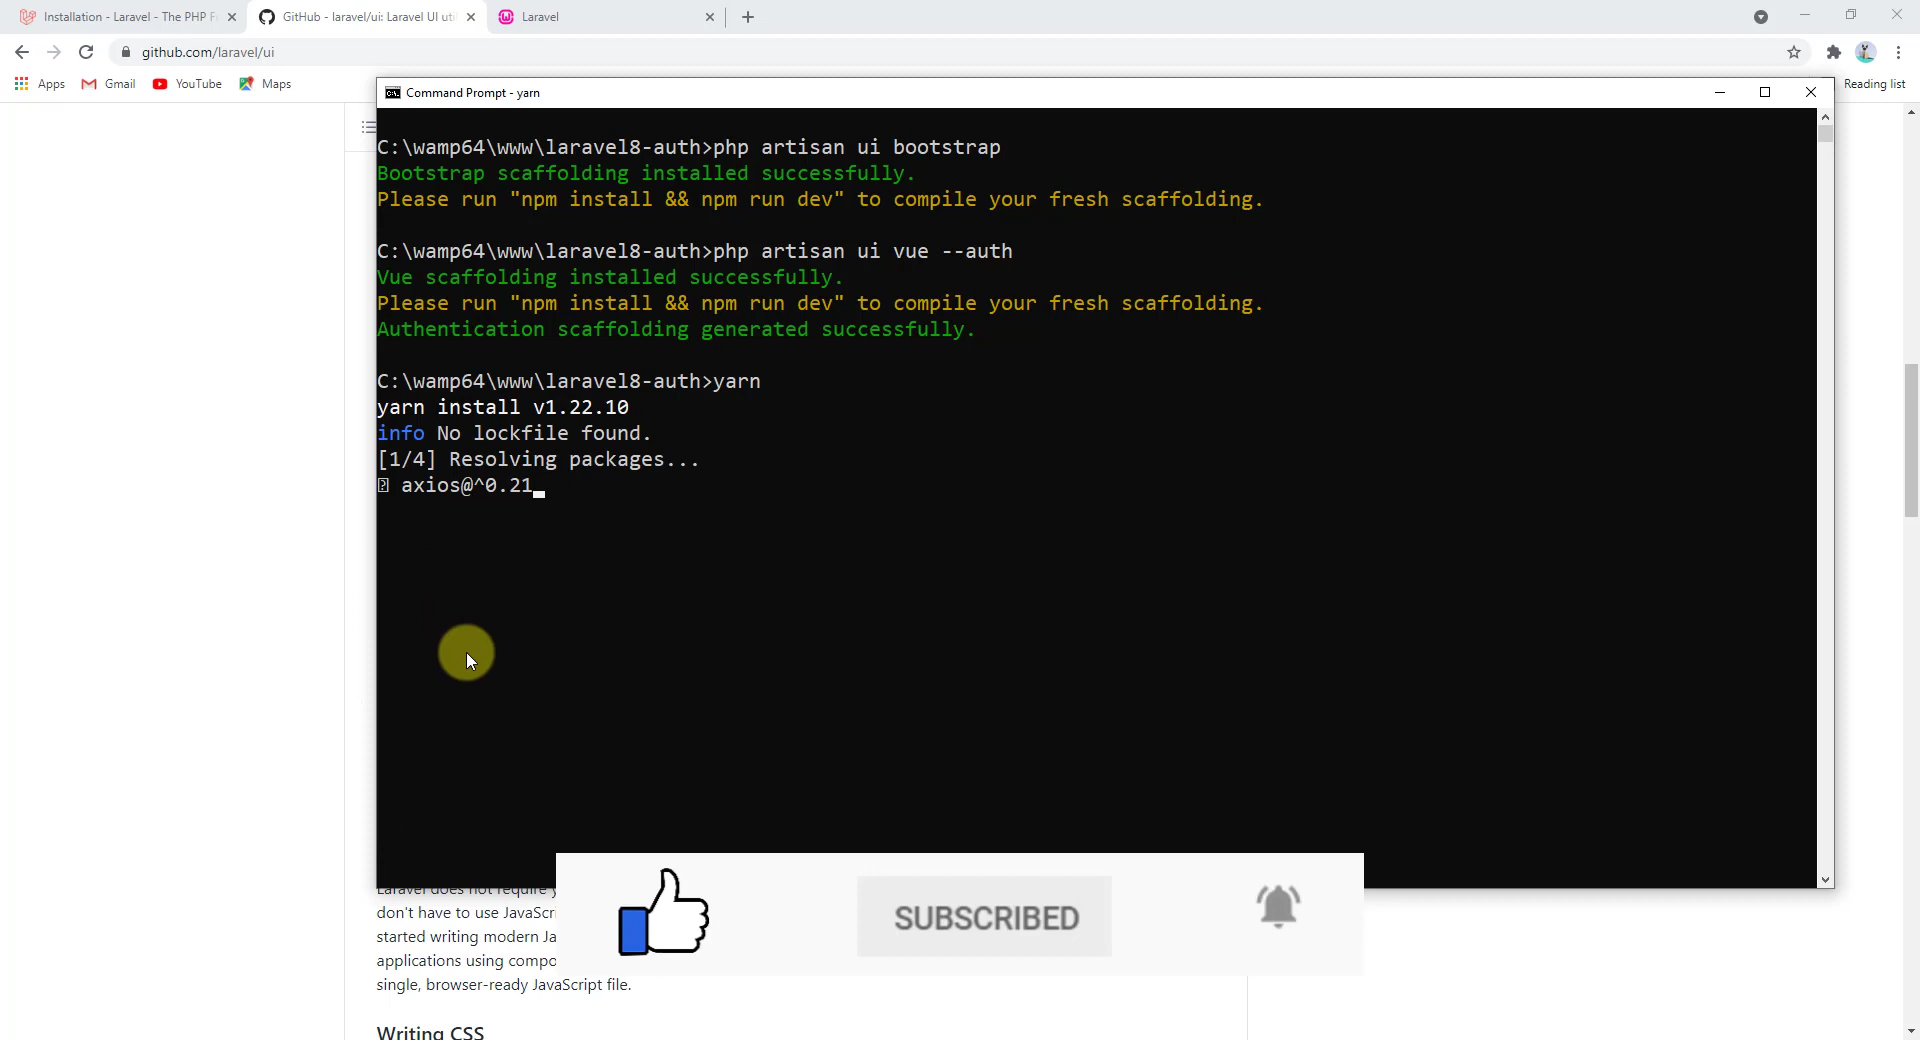 Installation - Laravel - The PHP F
GitHub - laravel/ui: Laravel UI uti
Laravel
github.com/laravel/ui
Apps
Gmail
YouTube
Maps
Reading list
Command Prompt - yarn
C:\wamp64\www\laravel8-auth>php artisan ui bootstrap
Bootstrap scaffolding installed successfully.
Please run "npm install && npm run dev" to compile your fresh scaffolding.
C:\wamp64\www\laravel8-auth>php artisan ui vue --auth
Vue scaffolding installed successfully.
Please run "npm install && npm run dev" to compile your fresh scaffolding.
Authentication scaffolding generated successfully.
C:\wamp64\www\laravel8-auth>yarn
yarn install v1.22.10
info No lockfile found.
[1/4] Resolving packages...
axios@^0.21
Laravel does not require
don't have to use JavaScri
started writing modern Ja
applications using compo
single, browser-ready JavaScript file.
Writing CSS
SUBSCRIBED